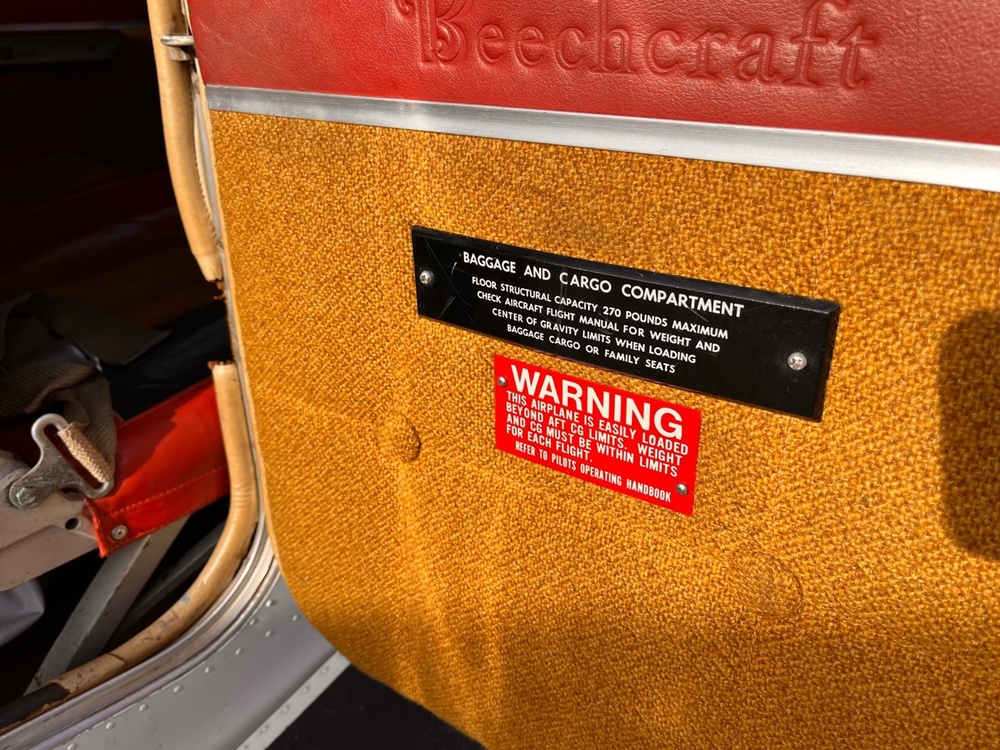 Beechcraft
BAGGAGE AND CARGO COMPARTMENT
FLOOR STRUCTURAL CAPACITY 270 POUNDS MAXIMUM
CHECK AIRCRAFT FLIGHT MANUAL FOR WEIGHT AND
CENTER OF GRAVITY LIMITS WHEN LOADING
BAGGAGE CARGO OR FAMILY SEATS
WARNING
THIS AIRPLANE IS EASILY LOADED
BEYOND AFT CG LIMITS. WEIGHT
AND CG MUST BE WITHIN LIMITS
FOR EACH FLIGHT.
REFER TO PILOTS OPERATING HANDBOOK